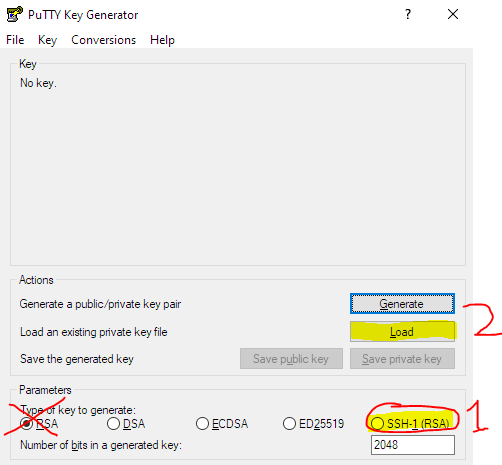 PuTTY Key Generator ? ×
File Key Conversions Help
Key
No key.
Actions
Generate a public/private key pair Generate
2
Load an existing private key file Load
Save the generated key Save public key Save private key
Parameters
Type of key to generate:
1
RSA DSA ECDSA ED25519 SSH-1 (RSA)
Number of bits in a generated key: 2048